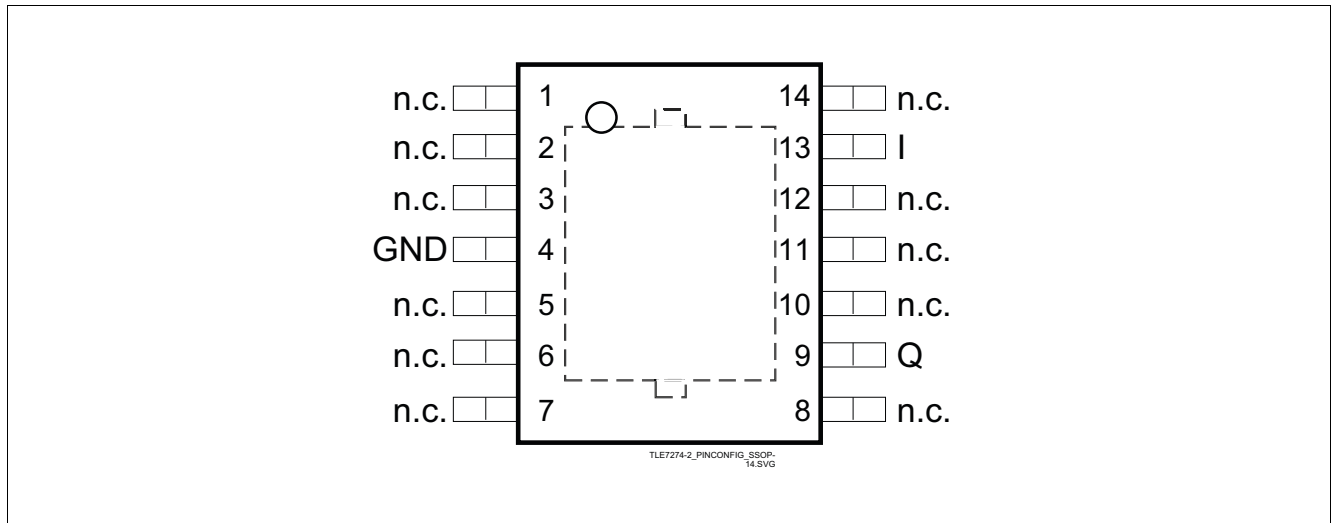 n.c. 1 14 n.c.
n.c. 2 13 I
n.c. 3 12 n.c.
GND 4 11 n.c.
n.c. 5 10 n.c.
n.c. 6 9 Q
n.c. 7 8 n.c.
TLE7274-2_PINCONFIG_SSOP-
14.SVG